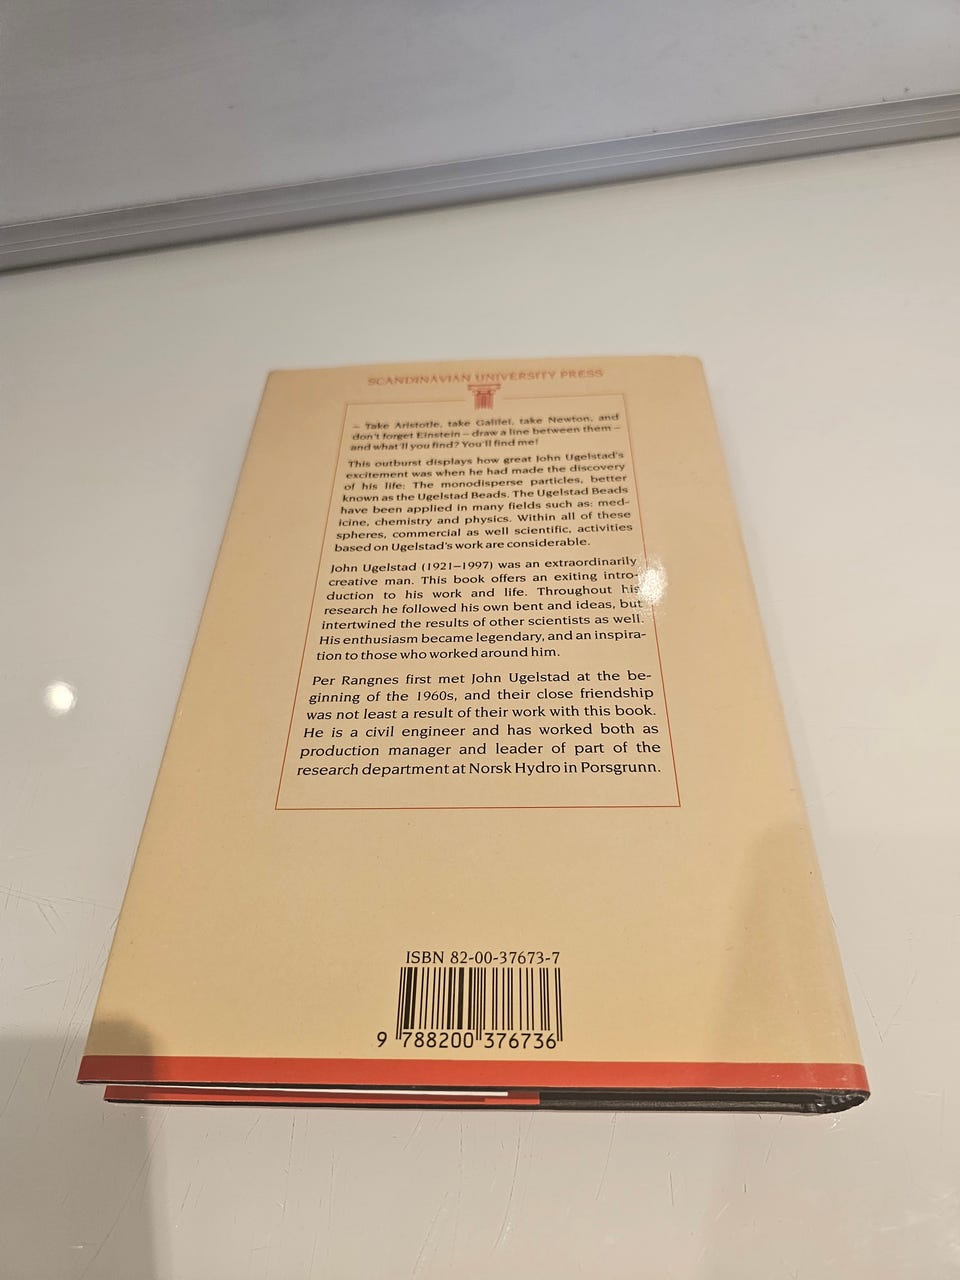 SCANDINAVIAN UNIVERSITY PRESS
– Take Aristotle, take Galilei, take Newton, and
don't forget Einstein – draw a line between them –
and what'll you find? You'll find me!
This outburst displays how great John Ugelstad's
excitement was when he had made the discovery
of his life: The monodisperse particles, better
known as the Ugelstad Beads. The Ugelstad Beads
have been applied in many fields such as: med-
icine, chemistry and physics. Within all of these
spheres, commercial as well scientific, activities
based on Ugelstad's work are considerable.
John Ugelstad (1921–1997) was an extraordinarily
creative man. This book offers an exiting intro-
duction to his work and life. Throughout his
research he followed his own bent and ideas, but
intertwined the results of other scientists as well.
His enthusiasm became legendary, and an inspira-
tion to those who worked around him.
Per Rangnes first met John Ugelstad at the be-
ginning of the 1960s, and their close friendship
was not least a result of their work with this book.
He is a civil engineer and has worked both as
production manager and leader of part of the
research department at Norsk Hydro in Porsgrunn.
ISBN 82-00-37673-7
9 788200 376736